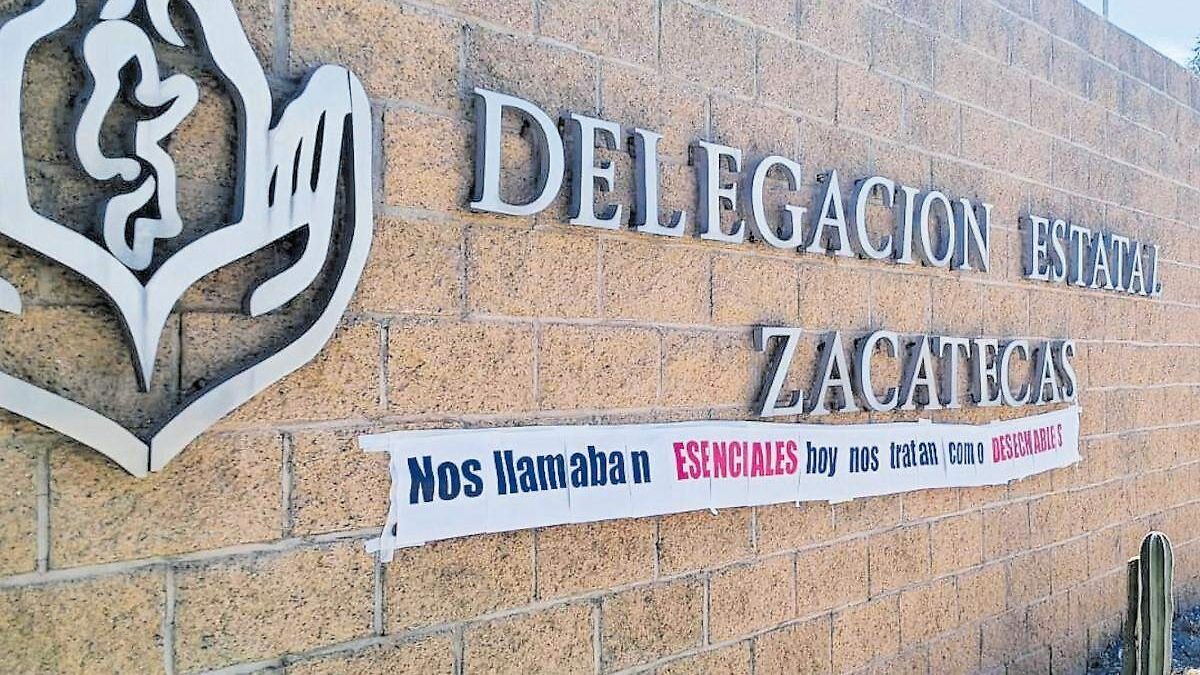 DELEGACION ESTATAL
ZACATECAS
Nos llamaban ESENCIALES hoy nos tratan como DESECHABLES